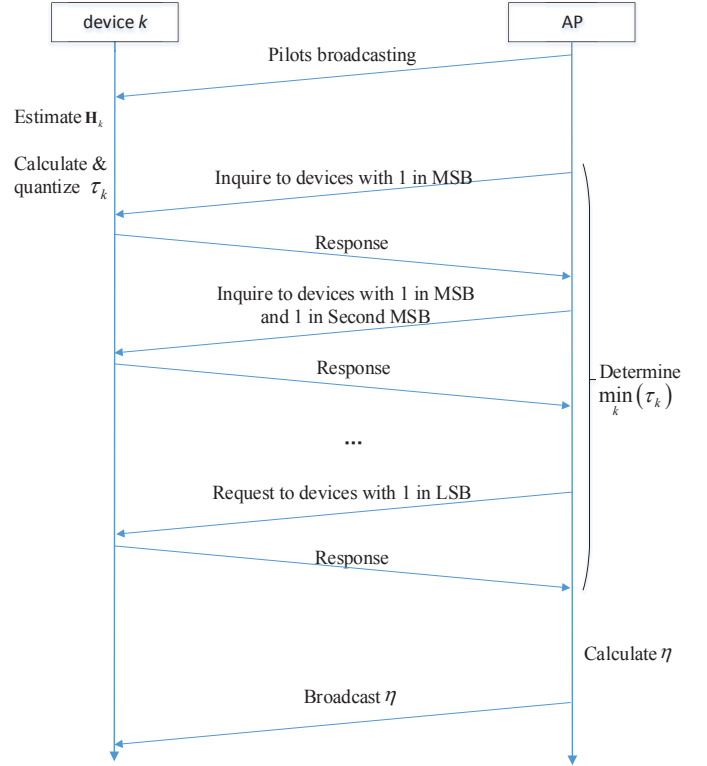 device k
AP
Pilots broadcasting
Estimate H_k
Calculate &
quantize τ_k
Inquire to devices with 1 in MSB
Response
Inquire to devices with 1 in MSB
and 1 in Second MSB
Response
Determine
min_k(τ_k)
...
Request to devices with 1 in LSB
Response
Calculate η
Broadcast η